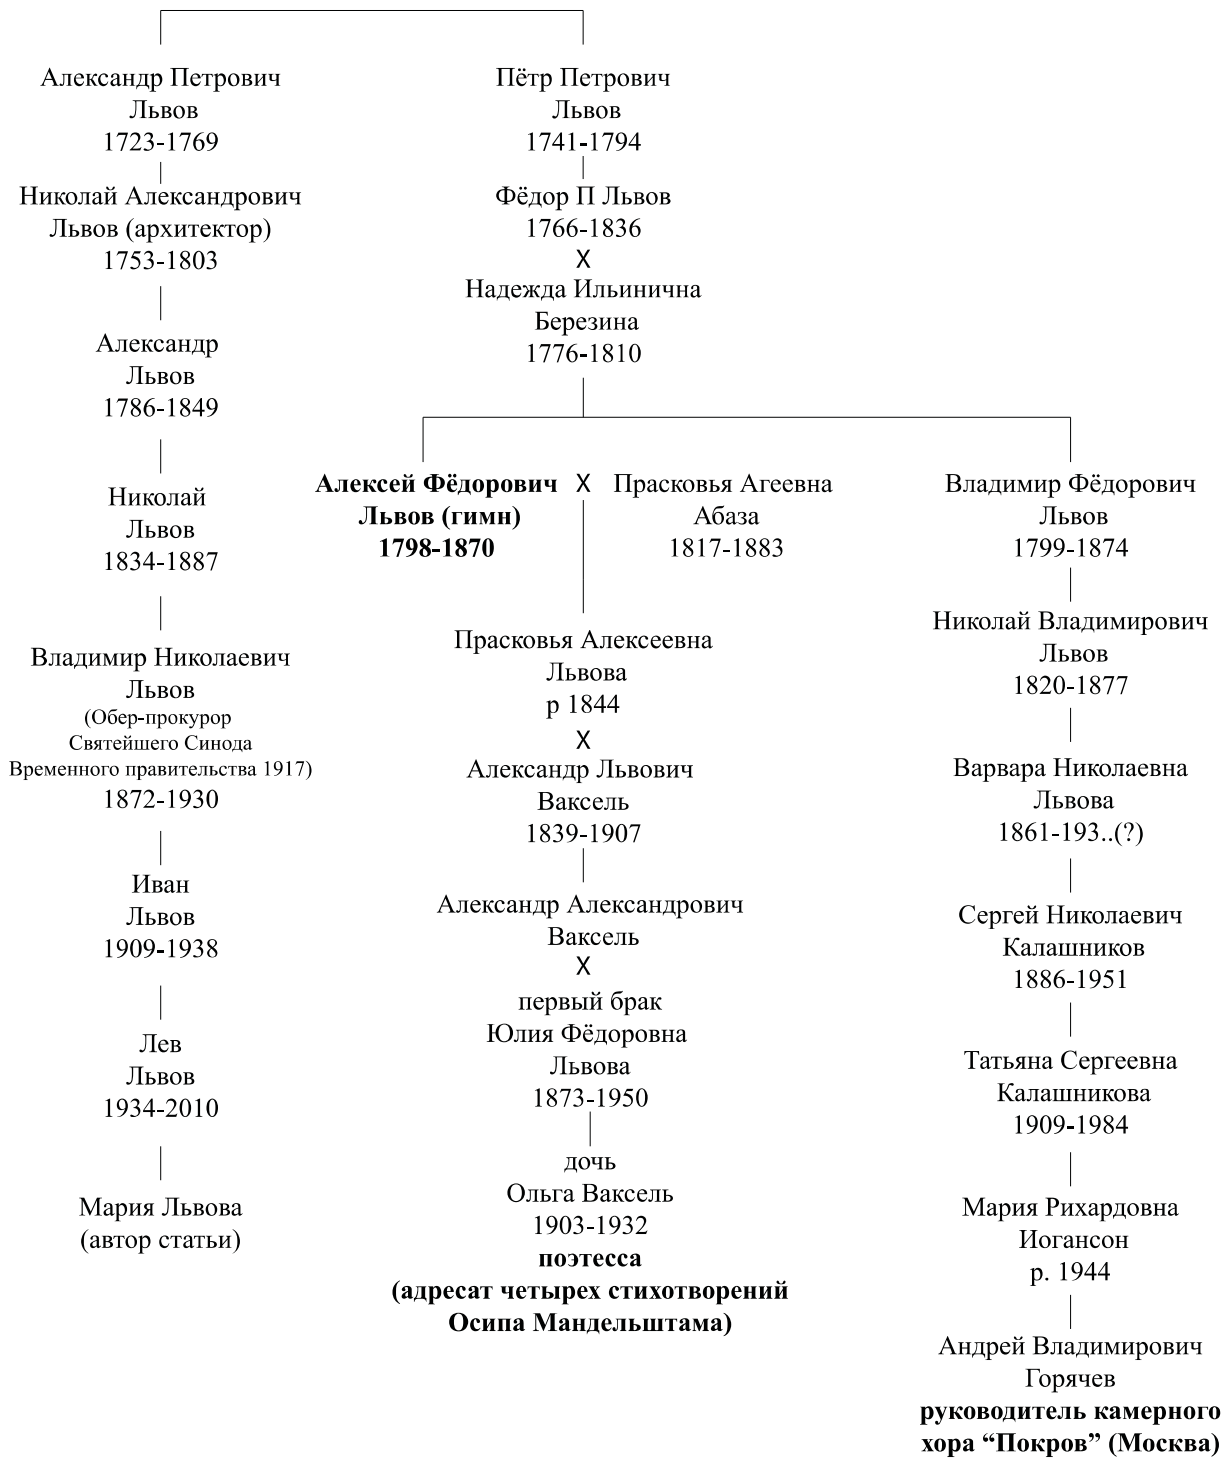 Александр Петрович
Львов
1723-1769
Николай Александрович
Львов (архитектор)
1753-1803
Александр
Львов
1786-1849
Николай
Львов
1834-1887
Владимир Николаевич
Львов
(Обер-прокурор
Святейшего Синода
Временного правительства 1917)
1872-1930
Иван
Львов
1909-1938
Лев
Львов
1934-2010
Мария Львова
(автор статьи)
Пётр Петрович
Львов
1741-1794
Фёдор П Львов
1766-1836
X
Надежда Ильинична
Березина
1776-1810
Алексей Фёдорович
Львов (гимн)
1798-1870
X
Прасковья Агеевна
Абаза
1817-1883
Прасковья Алексеевна
Львова
р 1844
X
Александр Львович
Ваксель
1839-1907
Александр Александрович
Ваксель
X
первый брак
Юлия Фёдоровна
Львова
1873-1950
дочь
Ольга Ваксель
1903-1932
поэтесса
(адресат четырех стихотворений
Осипа Мандельштама)
Владимир Фёдорович
Львов
1799-1874
Николай Владимирович
Львов
1820-1877
Варвара Николаевна
Львова
1861-193..(?)
Сергей Николаевич
Калашников
1886-1951
Татьяна Сергеевна
Калашникова
1909-1984
Мария Рихардовна
Иогансон
р. 1944
Андрей Владимирович
Горячев
руководитель камерного
хора “Покров” (Москва)